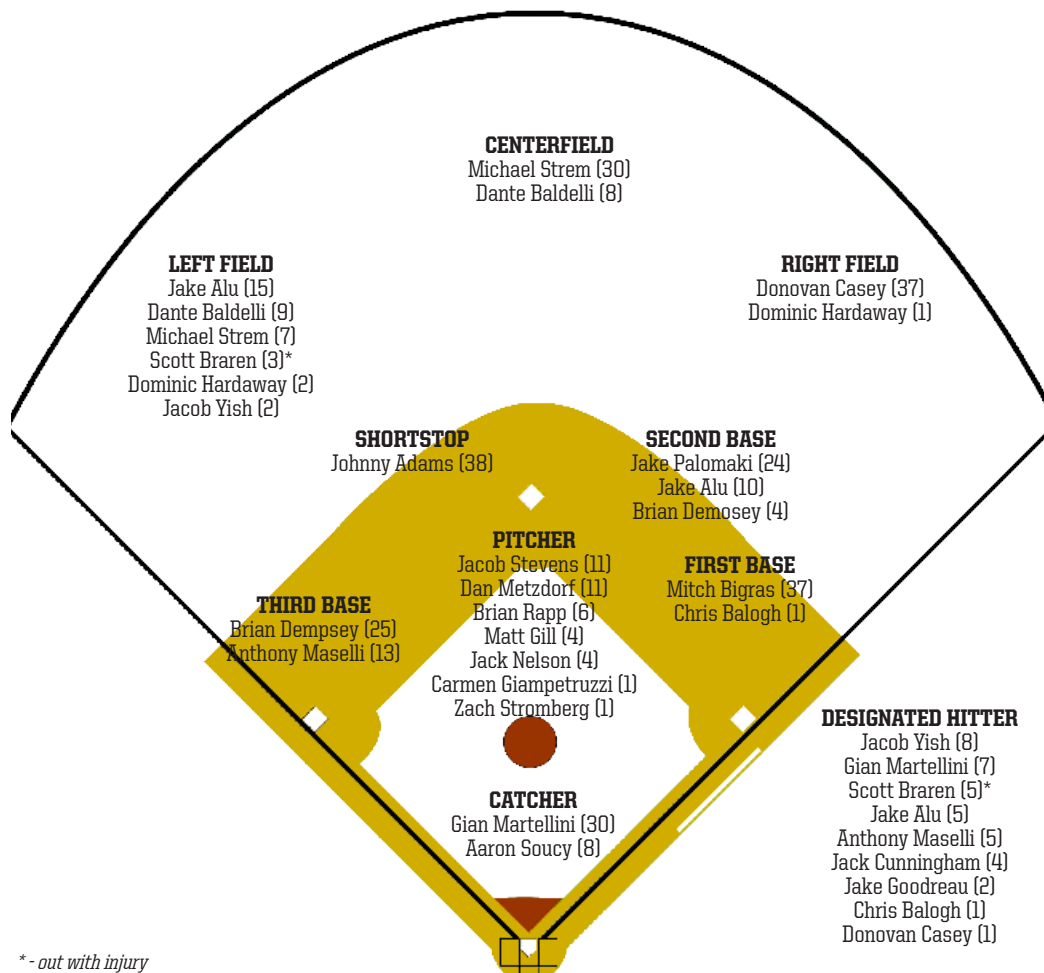 CENTERFIELD
Michael Strem (30)
Dante Baldelli (8)
LEFT FIELD
Jake Alu (15)
Dante Baldelli (9)
Michael Strem (7)
Scott Braren (3)*
Dominic Hardaway (2)
Jacob Yish (2)
RIGHT FIELD
Donovan Casey (37)
Dominic Hardaway (1)
SHORTSTOP
Johnny Adams (38)
SECOND BASE
Jake Palomaki (24)
Jake Alu (10)
Brian Demosey (4)
PITCHER
Jacob Stevens (11)
Dan Metzdorf (11)
Brian Rapp (6)
Matt Gill (4)
Jack Nelson (4)
Carmen Giampetruzzi (1)
Zach Stromberg (1)
FIRST BASE
Mitch Bigras (37)
Chris Balogh (1)
THIRD BASE
Brian Dempsey (25)
Anthony Maselli (13)
CATCHER
Gian Martellini (30)
Aaron Soucy (8)
DESIGNATED HITTER
Jacob Yish (8)
Gian Martellini (7)
Scott Braren (5)*
Jake Alu (5)
Anthony Maselli (5)
Jack Cunningham (4)
Jake Goodreau (2)
Chris Balogh (1)
Donovan Casey (1)
* - out with injury